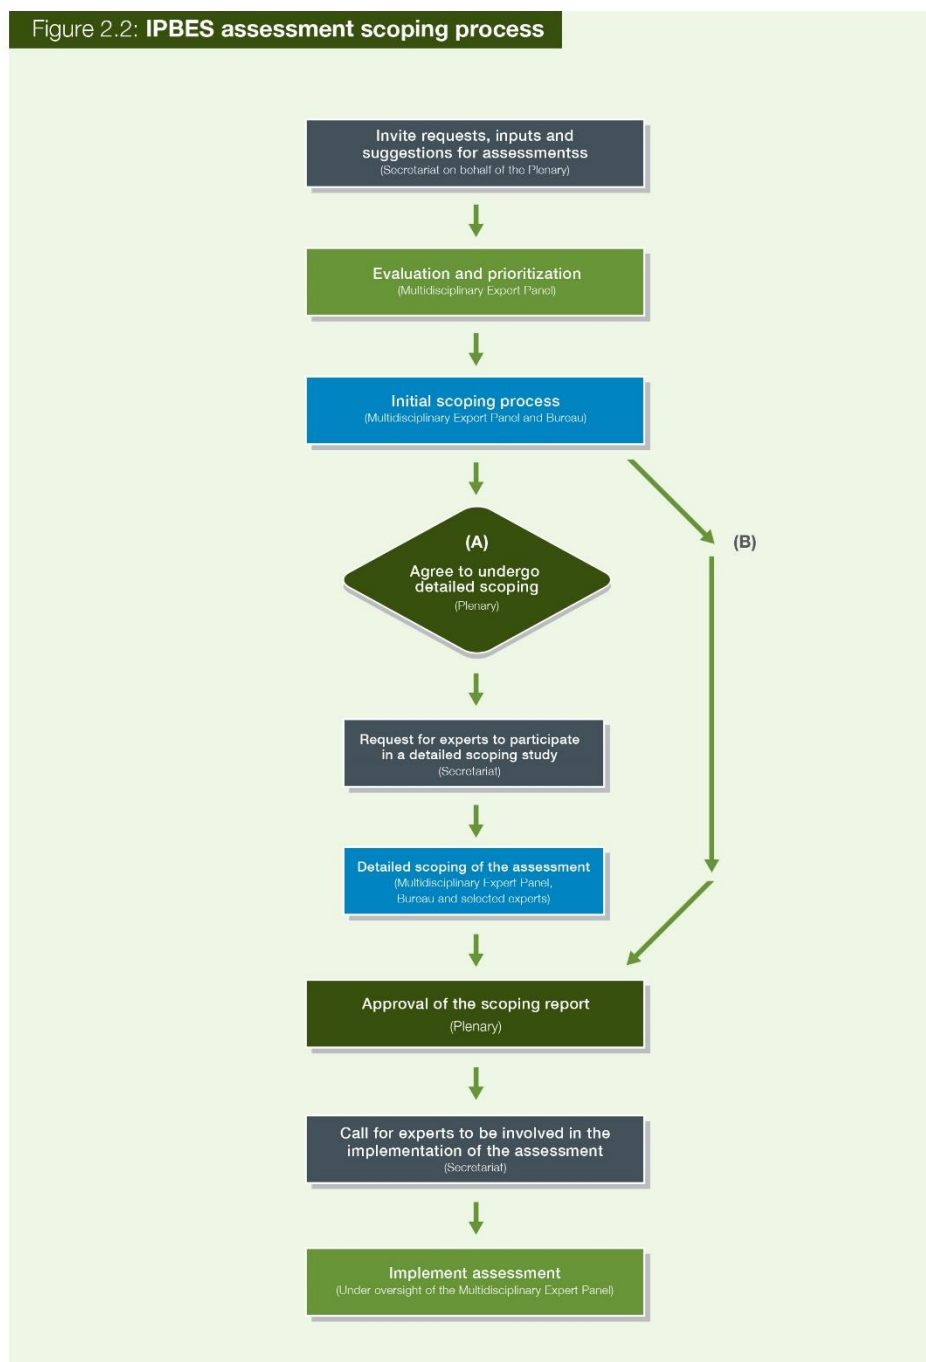 Figure 2.2: IPBES assessment scoping process
Invite requests, inputs and
suggestions for assessmentss
(Secretariat on behalf of the Plenary)
Evaluation and prioritization
(Multidisciplinary Expert Panel)
Initial scoping process
(Multidisciplinary Expert Panel and Bureau)
(A)
Agree to undergo
detailed scoping
(Plenary)
(B)
Request for experts to participate
in a detailed scoping study
(Secretariat)
Detailed scoping of the assessment
(Multidisciplinary Expert Panel,
Bureau and selected experts)
Approval of the scoping report
(Plenary)
Call for experts to be involved in the
implementation of the assessment
(Secretariat)
Implement assessment
(Under oversight of the Multidisciplinary Expert Panel)